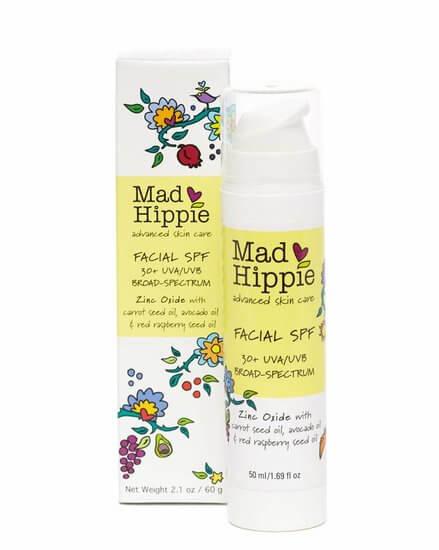 Mad
Hippie
advanced skin care
FACIAL SPF
30+ UVA/UVB
BROAD-SPECTRUM
Zinc Oxide with
carrot seed oil, avocado oil
& red raspberry seed oil
Net Weight 2.1 oz / 60 g
Mad
Hippie
advanced skin care
FACIAL SPF
30+ UVA/UVB
BROAD-SPECTRUM
Zinc Oxide with
carrot seed oil, avocado oil
& red raspberry seed oil
50 ml/1.69 fl oz